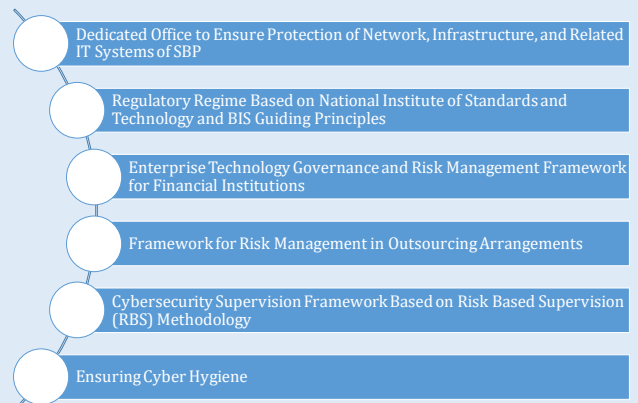 Dedicated Office to Ensure Protection of Network, Infrastructure, and Related
IT Systems of SBP
Regulatory Regime Based on National Institute of Standards and
Technology and BIS Guiding Principles
Enterprise Technology Governance and Risk Management Framework
for Financial Institutions
Framework for Risk Management in Outsourcing Arrangements
Cybersecurity Supervision Framework Based on Risk Based Supervision
(RBS) Methodology
Ensuring Cyber Hygiene